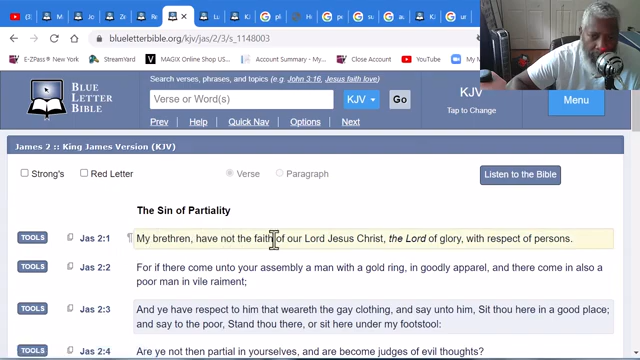 blueletterbible.org/kjv/jas/2/3/s_1148003
E-ZPass® New York
MAGIX Online Shop
BLUE
LETTER
BIBLE
Search verses, phrases, and topics (e.g. John 3:16, Jesus faith love)
Verse or Word(s)
KJV
Go
Prev Help Quick Nav Options Next
KJV
Tap to Change
Menu
James 2 :: King James Version (KJV)
Strong's
Red Letter
Verse
Paragraph
Listen to the Bible
The Sin of Partiality
TOOLS Jas 2:1 ¶ My brethren, have not the faith of our Lord Jesus Christ, the Lord of glory, with respect of persons.
TOOLS Jas 2:2 For if there come unto your assembly a man with a gold ring, in goodly apparel, and there come in also a
poor man in vile raiment;
TOOLS Jas 2:3 And ye have respect to him that weareth the gay clothing, and say unto him, Sit thou here in a good place;
and say to the poor, Stand thou there, or sit here under my footstool:
TOOLS Jas 2:4 Are ye not then partial in yourselves, and are become judges of evil thoughts?